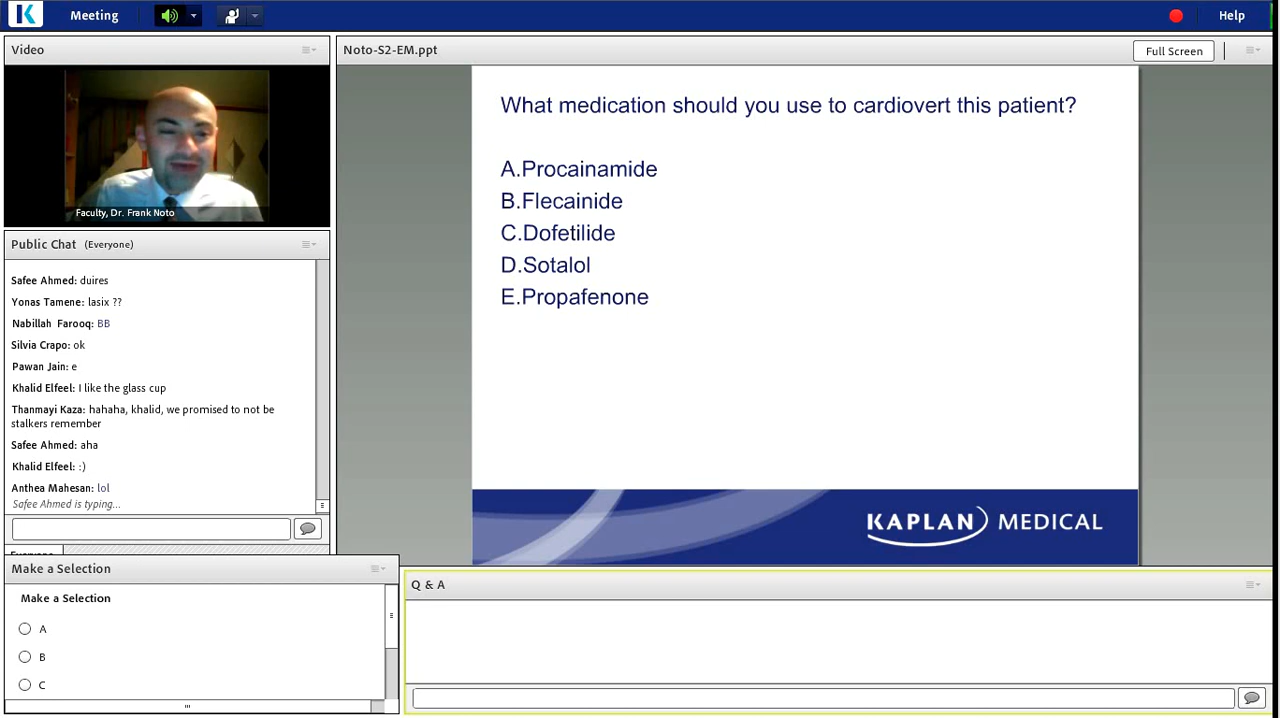 Meeting
Help
Video
Faculty, Dr. Frank Noto
Public Chat (Everyone)
Safee Ahmed: duires
Yonas Tamene: lasix ??
Nabillah Farooq: BB
Silvia Crapo: ok
Pawan Jain: e
Khalid Elfeel: I like the glass cup
Thanmayi Kaza: hahaha, khalid, we promised to not be
stalkers remember
Safee Ahmed: aha
Khalid Elfeel: :)
Anthea Mahesan: lol
Safee Ahmed is typing...
Everyone
Make a Selection
Make a Selection
A
B
C
Noto-S2-EM.ppt
Full Screen
What medication should you use to cardiovert this patient?
A.Procainamide
B.Flecainide
C.Dofetilide
D.Sotalol
E.Propafenone
KAPLAN MEDICAL
Q & A